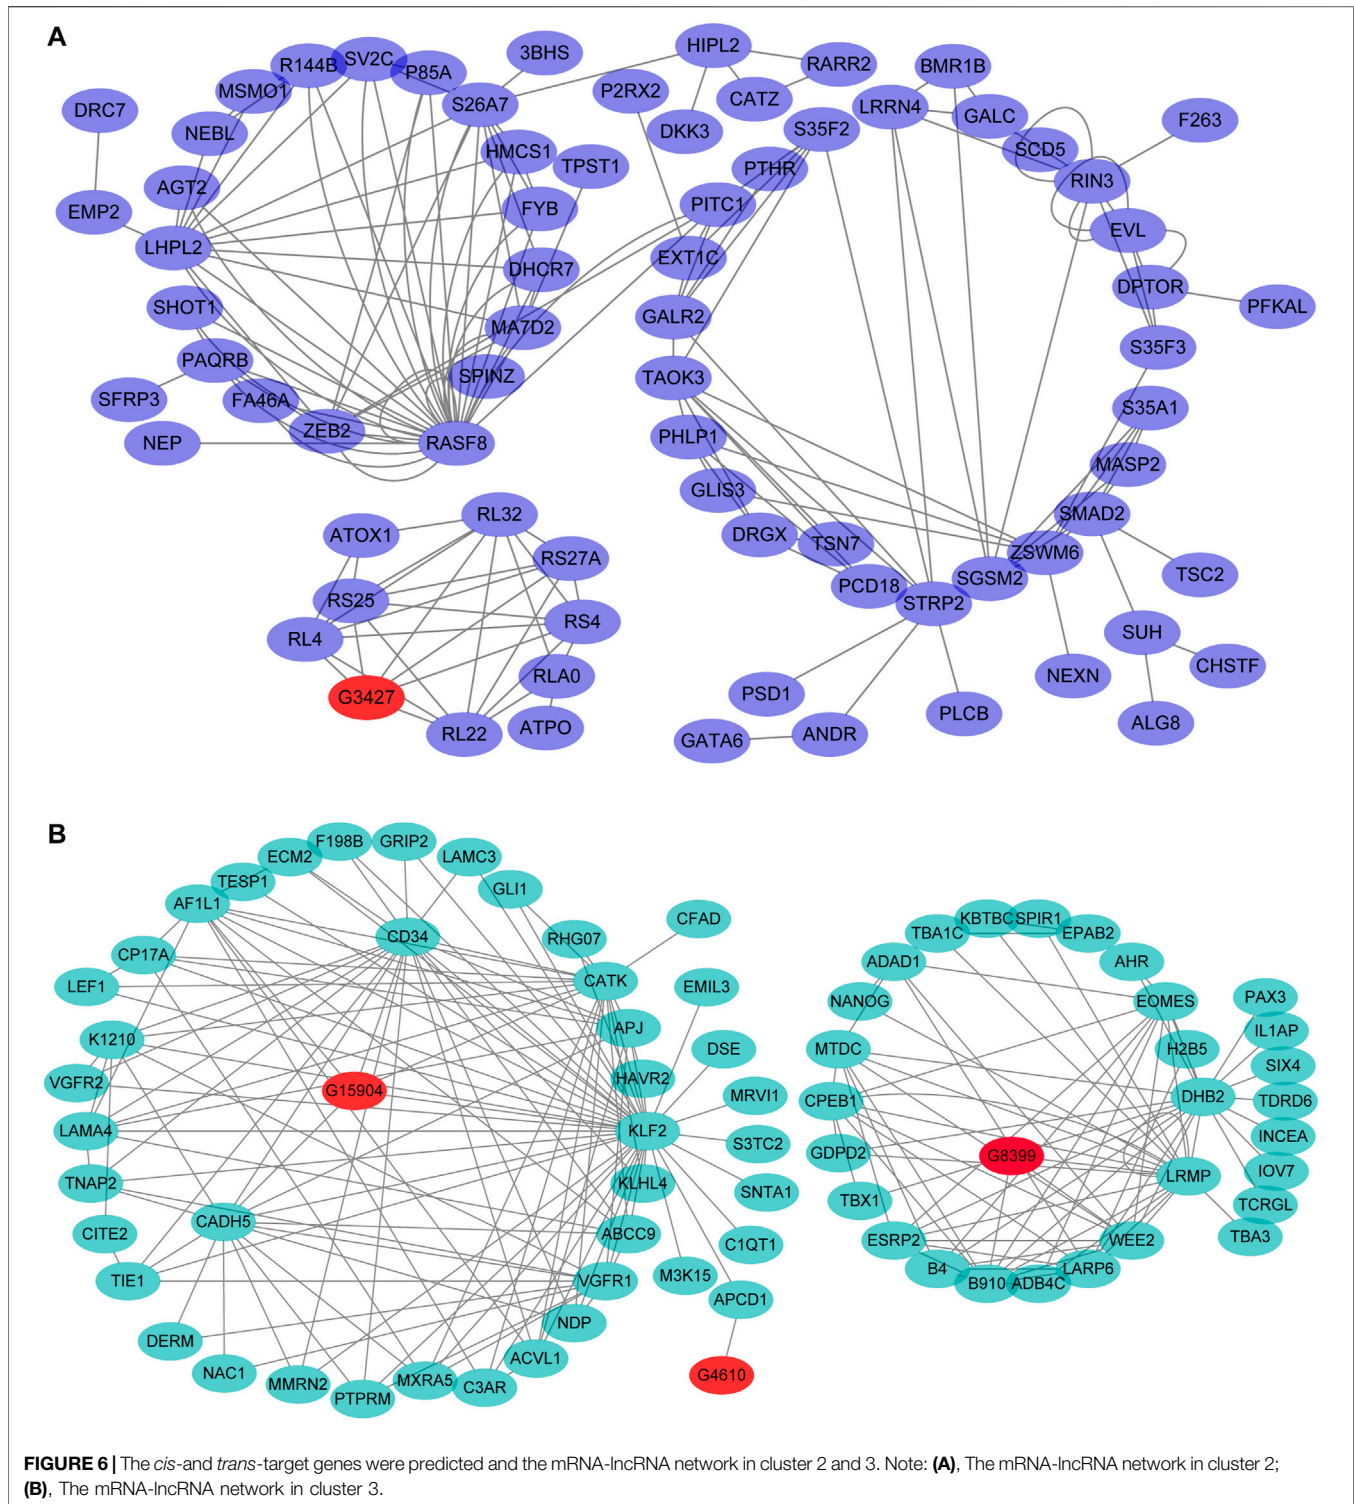 A
DRC7
EMP2
NEBL
MSMO1
R144B
SV2C
P85A
3BHS
S26A7
HMCS1
TPST1
FYB
DHCR7
MA7D2
SPINZ
RASF8
ZEB2
FA46A
PAQRB
SHOT1
LHPL2
AGT2
SFRP3
NEP
HIPL2
RARR2
CATZ
DKK3
P2RX2
S35F2
PTHR
PITC1
EXT1C
GALR2
TAOK3
PHLP1
GLIS3
DRGX
TSN7
PCD18
STRP2
SGSM2
ZSWM6
SMAD2
MASP2
S35A1
S35F3
DPTOR
EVL
RIN3
SCD5
GALC
BMR1B
LRRN4
F263
PFKAL
TSC2
SUH
CHSTF
ALG8
NEXN
PLCB
PSD1
ANDR
GATA6
RL32
ATOX1
RS27A
RS25
RS4
RL4
RLA0
G3427
RL22
ATPO
B
F198B
GRIP2
LAMC3
ECM2
TESP1
AF1L1
GLI1
CD34
RHG07
CFAD
CP17A
CATK
LEF1
EMIL3
APJ
K1210
DSE
VGFR2
HAVR2
G15904
MRVI1
LAMA4
KLF2
S3TC2
TNAP2
KLHL4
SNTA1
CADH5
CITE2
ABCC9
C1QT1
TIE1
VGFR1
M3K15
APCD1
NDP
DERM
ACVL1
NAC1
MMRN2
PTPRM
MXRA5
C3AR
G4610
KBTBC
SPIR1
TBA1C
EPAB2
ADAD1
AHR
NANOG
EOMES
PAX3
IL1AP
MTDC
H2B5
SIX4
CPEB1
DHB2
TDRD6
GDPD2
G8399
INCEA
LRMP
IOV7
TBX1
TCRGL
ESRP2
WEE2
TBA3
B4
B910
ADB4C
LARP6
FIGURE 6 | The cis-and trans-target genes were predicted and the mRNA-lncRNA network in cluster 2 and 3. Note: (A), The mRNA-lncRNA network in cluster 2;
(B), The mRNA-lncRNA network in cluster 3.